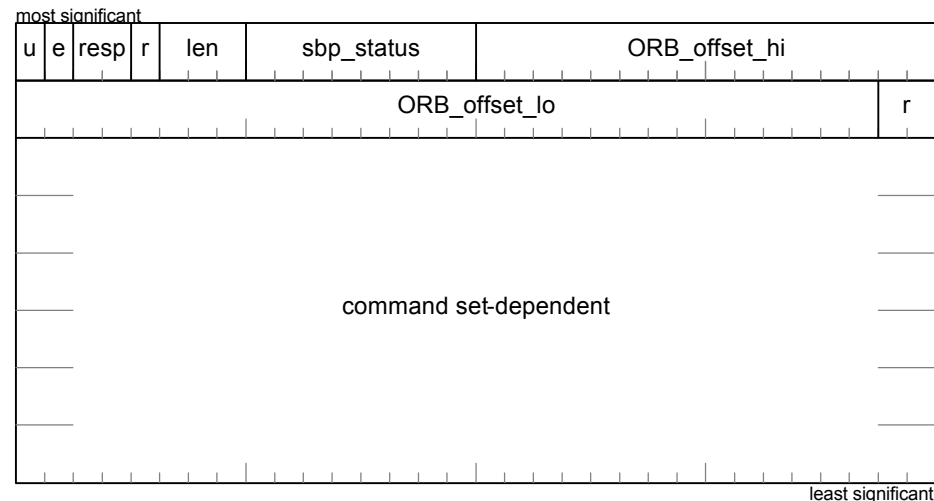 most significant
u e resp r len sbp_status ORB_offset_hi
ORB_offset_lo r
command set-dependent
least significant